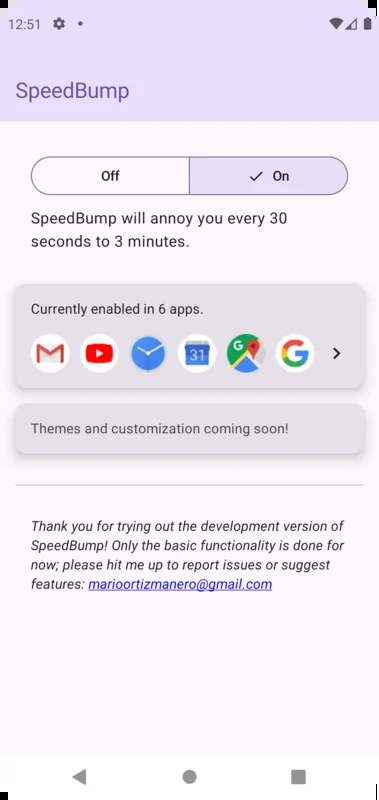 12:51
SpeedBump
Off
On
SpeedBump will annoy you every 30
seconds to 3 minutes.
Currently enabled in 6 apps.
31
G
G
Themes and customization coming soon!
Thank you for trying out the development version of
SpeedBump! Only the basic functionality is done for
now; please hit me up to report issues or suggest
features: marioortizmanero@gmail.com